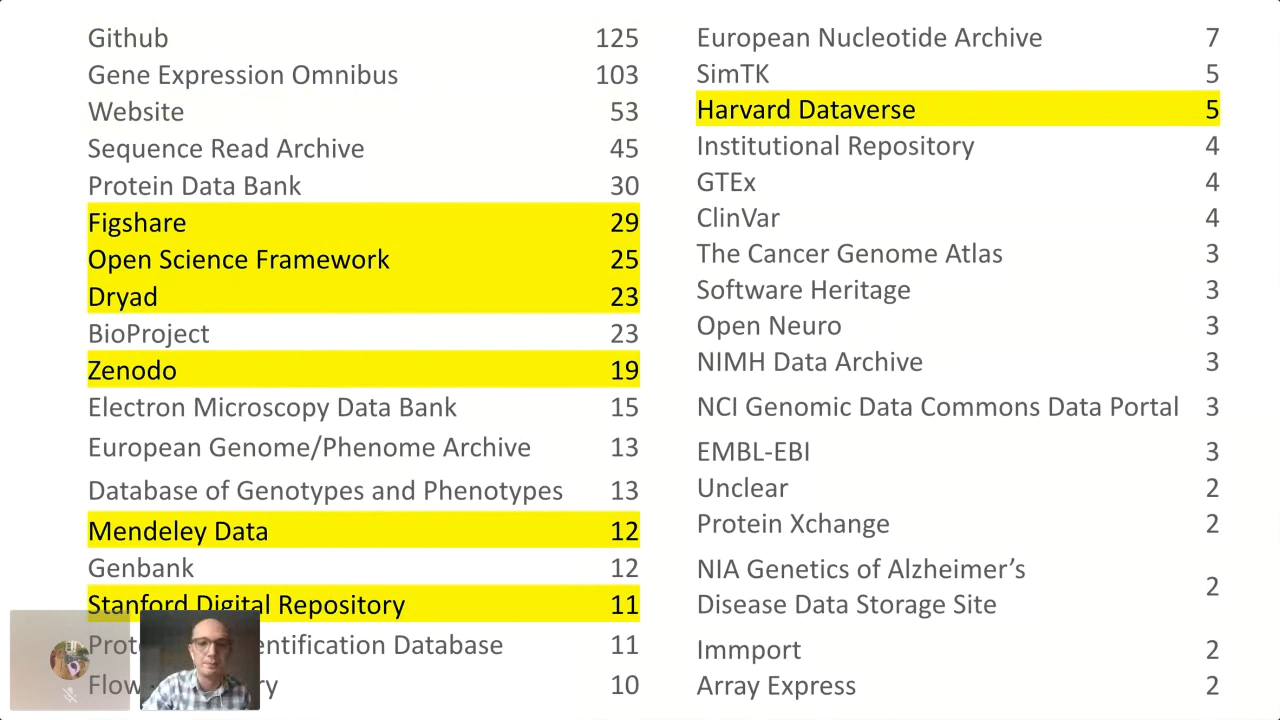 Github 125
Gene Expression Omnibus 103
Website 53
Sequence Read Archive 45
Protein Data Bank 30
Figshare 29
Open Science Framework 25
Dryad 23
BioProject 23
Zenodo 19
Electron Microscopy Data Bank 15
European Genome/Phenome Archive 13
Database of Genotypes and Phenotypes 13
Mendeley Data 12
Genbank 12
Stanford Digital Repository 11
Database 11
Flow 10
European Nucleotide Archive 7
SimTK 5
Harvard Dataverse 5
Institutional Repository 4
GTEx 4
ClinVar 4
The Cancer Genome Atlas 3
Software Heritage 3
Open Neuro 3
NIMH Data Archive 3
NCI Genomic Data Commons Data Portal 3
EMBL-EBI 3
Unclear 2
Protein Xchange 2
NIA Genetics of Alzheimer’s
Disease Data Storage Site 2
Immport 2
Array Express 2